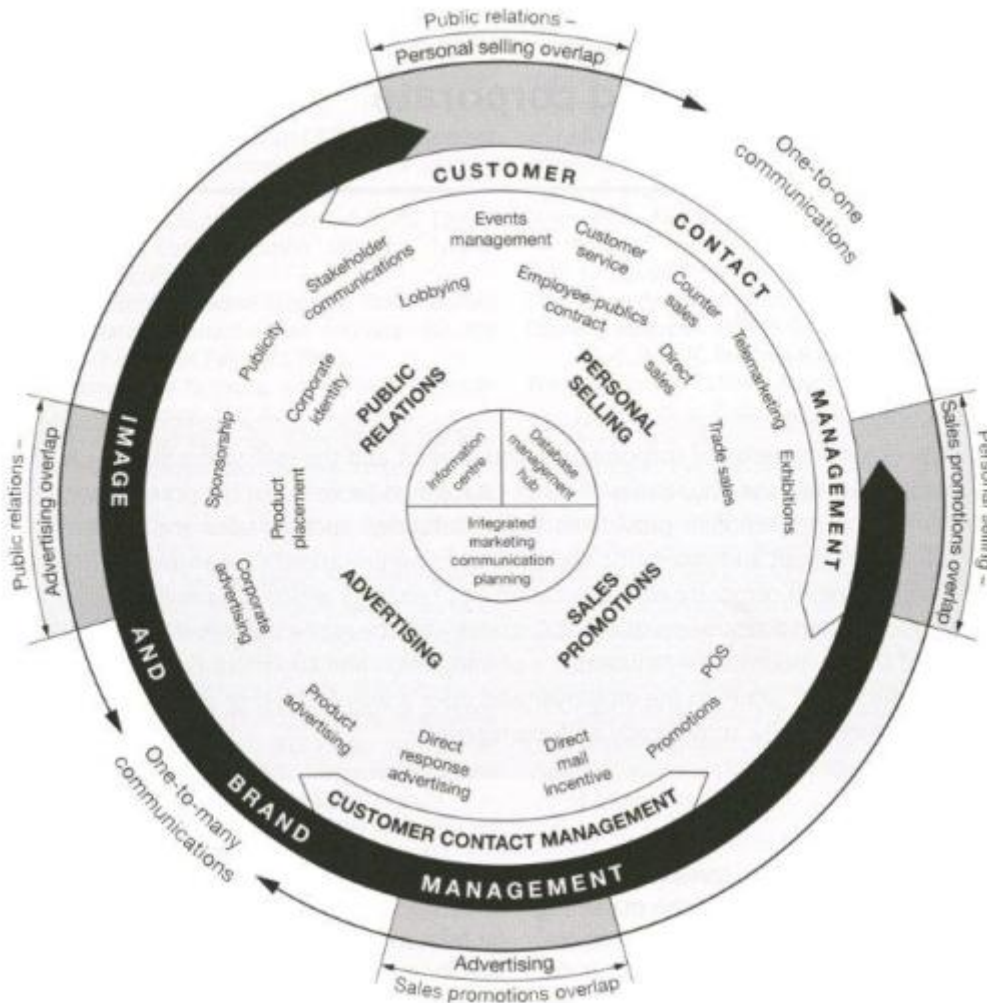 Public relations –
Personal selling overlap
One-to-one
communications
CUSTOMER
CONTACT
MANAGEMENT
Events
management
Customer
service
Stakeholder
communications
Lobbying
Employee-publics
contract
Counter
sales
Telemarketing
Publicity
Corporate
identity
PUBLIC
RELATIONS
PERSONAL
SELLING
Direct
sales
Trade sales
Exhibitions
Sponsorship
Product
placement
Information
centre
Database
management
hub
Integrated
marketing
communication
planning
Public relations –
Advertising overlap
Personal selling –
Sales promotions overlap
Corporate
advertising
ADVERTISING
SALES
PROMOTIONS
POS
Product
advertising
Direct
response
advertising
Direct
mail
incentive
Promotions
CUSTOMER CONTACT MANAGEMENT
IMAGE
AND
BRAND
MANAGEMENT
One-to-many
communications
Advertising
Sales promotions overlap